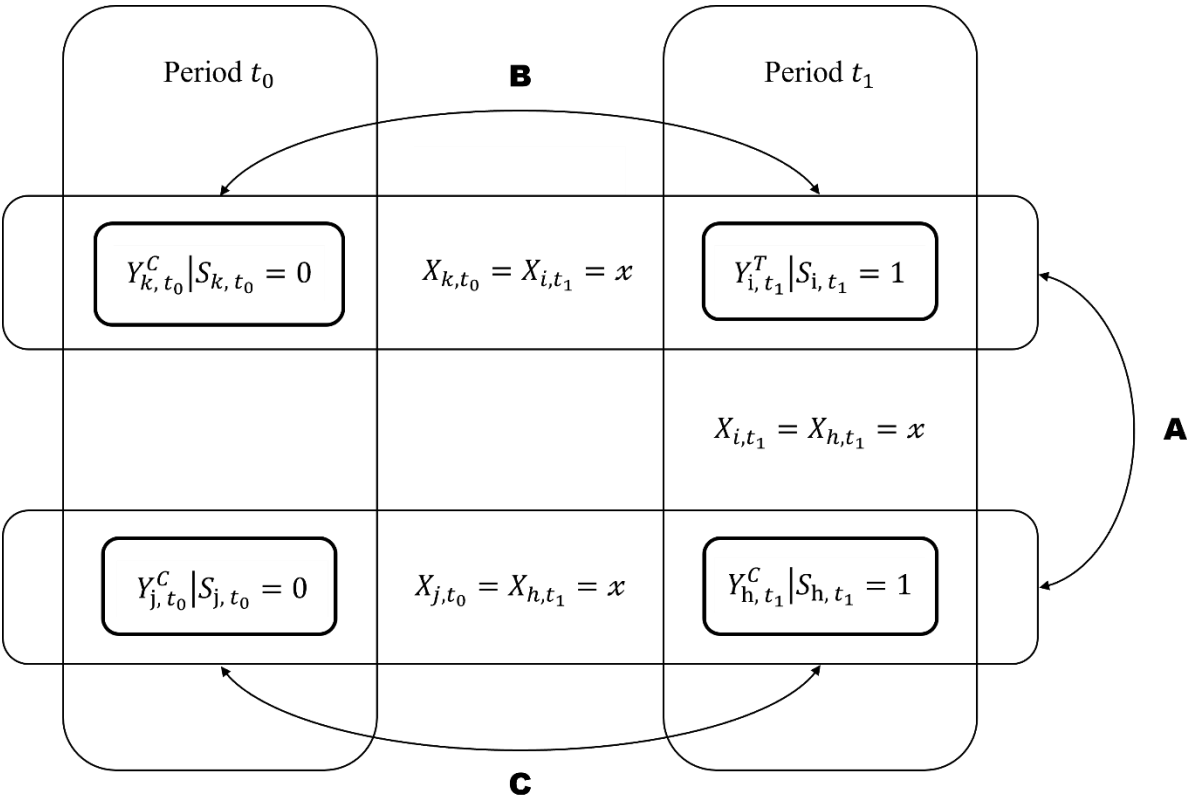 Period t₀
B
Period t₁
Y^C_{k, t₀}|S_{k, t₀} = 0
X_{k,t₀} = X_{i,t₁} = x
Y^T_{i, t₁}|S_{i, t₁} = 1
X_{i,t₁} = X_{h,t₁} = x
A
Y^C_{j, t₀}|S_{j, t₀} = 0
X_{j,t₀} = X_{h,t₁} = x
Y^C_{h, t₁}|S_{h, t₁} = 1
C